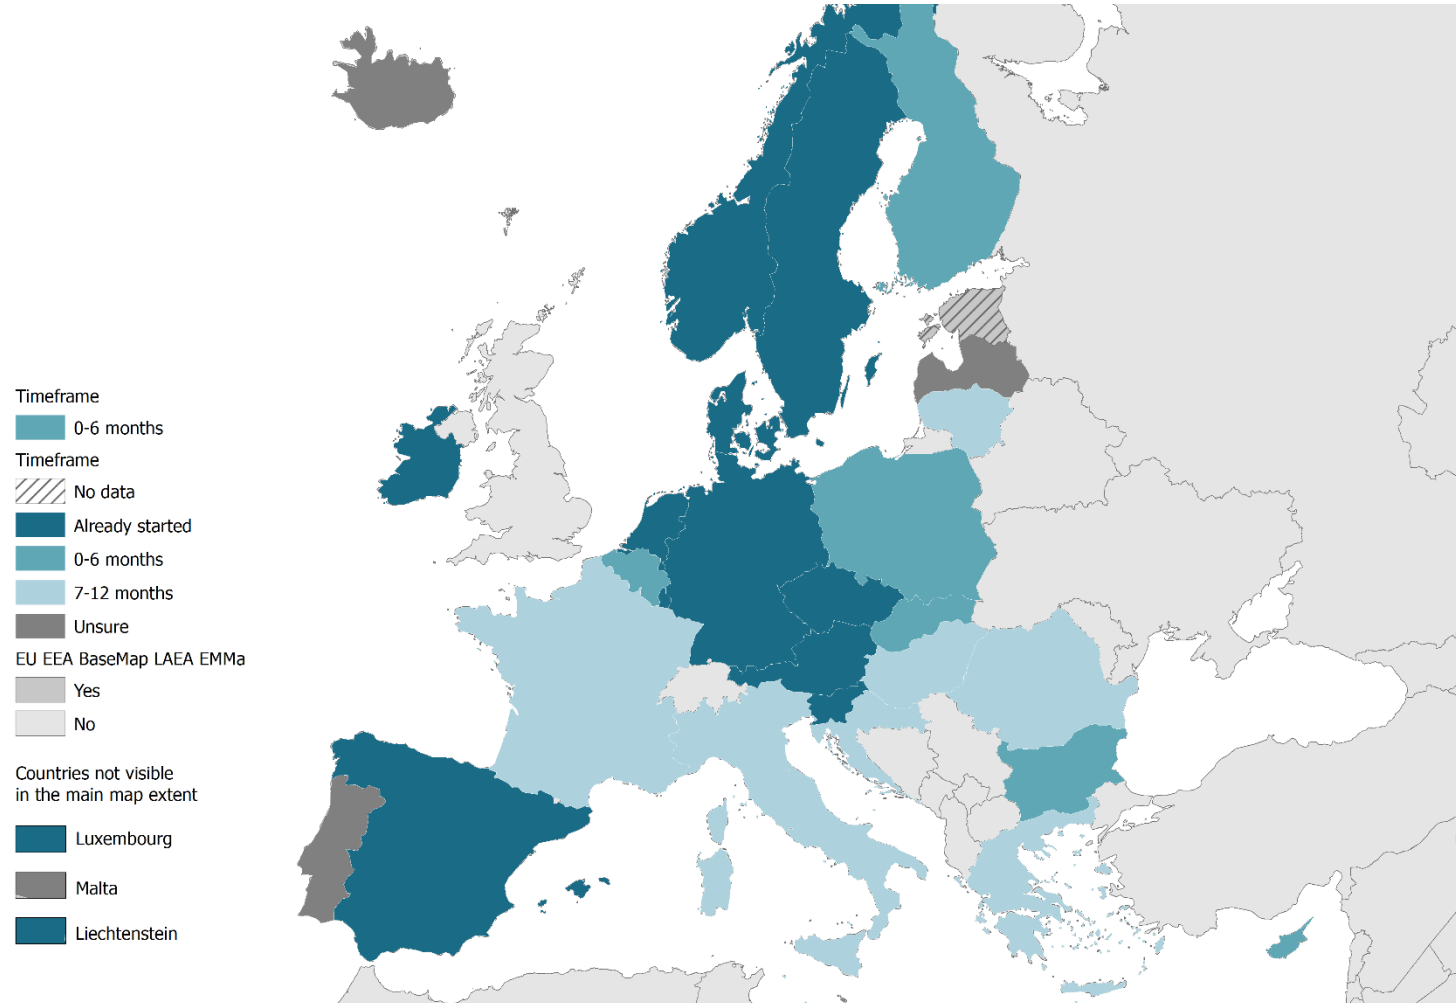 Timeframe
0-6 months
Timeframe
No data
Already started
0-6 months
7-12 months
Unsure
EU EEA BaseMap LAEA EMMa
Yes
No
Countries not visible
in the main map extent
Luxembourg
Malta
Liechtenstein